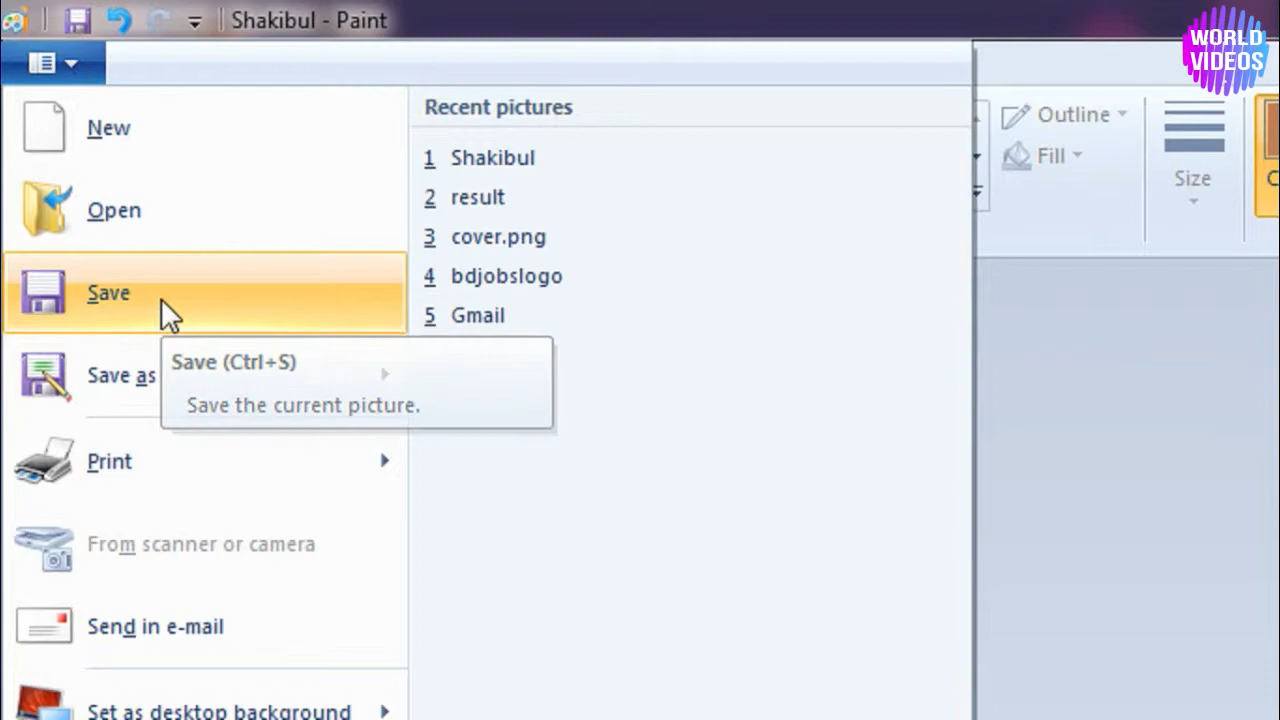 Shakibul - Paint
WORLD
VIDEOS
New
Open
Save
Save as
Print
From scanner or camera
Send in e-mail
Set as desktop background
Recent pictures
1 Shakibul
2 result
3 cover.png
4 bdjobslogo
5 Gmail
Save (Ctrl+S)
Save the current picture.
Outline
Fill
Size